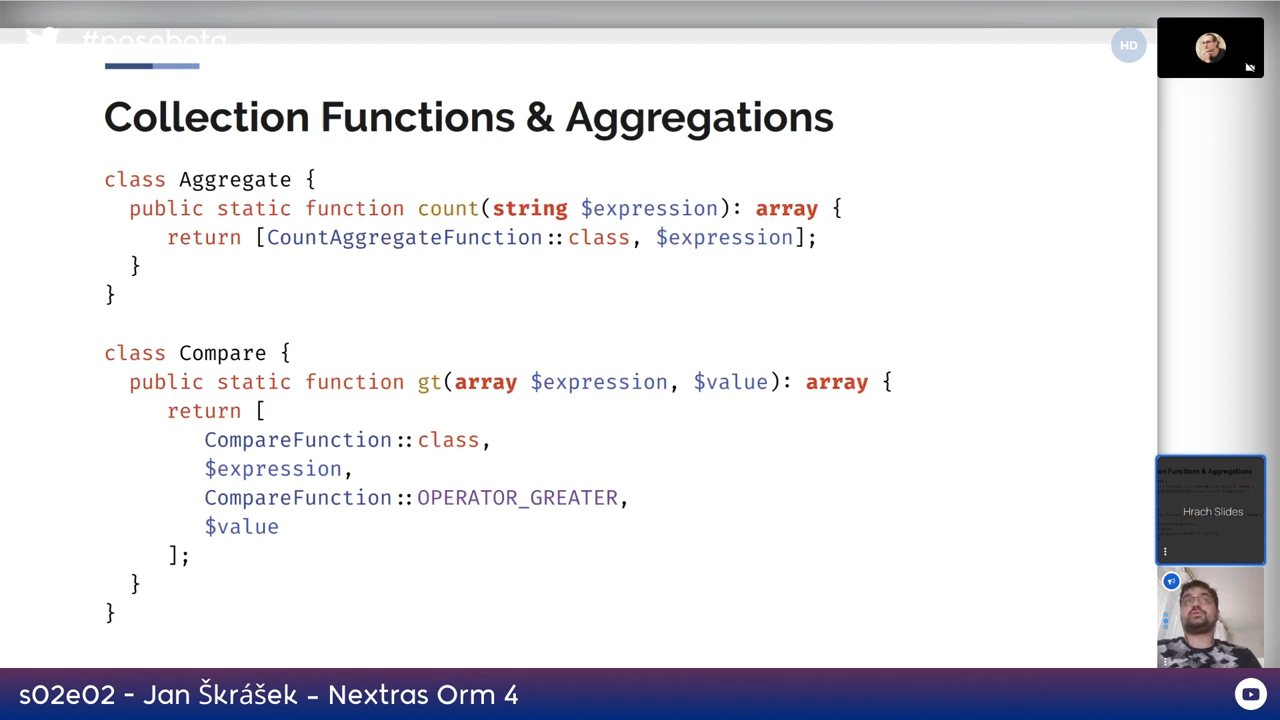 #posobota
HD
Collection Functions & Aggregations
class Aggregate {
public static function count(string $expression): array {
return [CountAggregateFunction::class, $expression];
}
}
class Compare {
public static function gt(array $expression, $value): array {
return [
CompareFunction::class,
$expression,
CompareFunction::OPERATOR_GREATER,
$value
];
}
}
Hrach Slides
s02e02 - Jan Škrášek – Nextras Orm 4